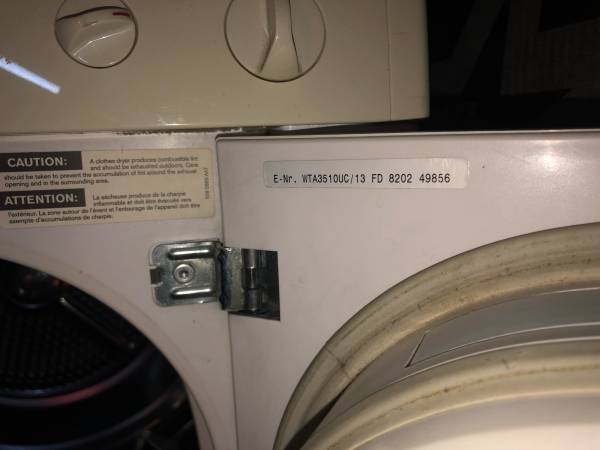 CAUTION:
A clothes dryer produces combustible lint
and should be exhausted outdoors. Care
should be taken to prevent the accumulation of lint around the exhaust
opening and in the surrounding area.
ATTENTION:
La sécheuse produit de la charpie
inflammable et doit être évacuée vers
l'extérieur. La zone autour de l'évent et l'entourage de l'appareil doit être
exempte d'accumulations de charpie.
E-Nr. WTA3510UC/13 FD 8202 49856